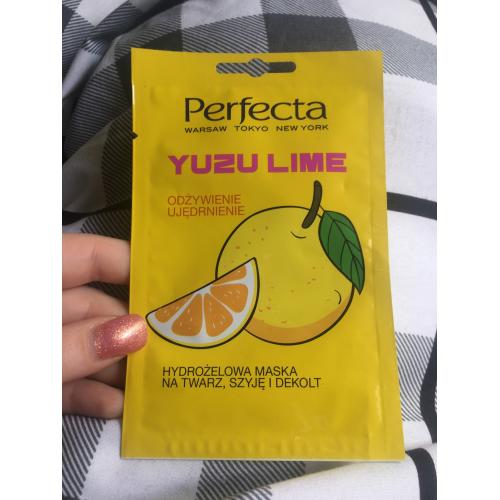 Perfecta
WARSAW TOKYO NEW YORK
YUZU LIME
ODŻYWIENIE
UJĘDRNIENIE
HYDROŻELOWA MASKA
NA TWARZ, SZYJĘ I DEKOLT